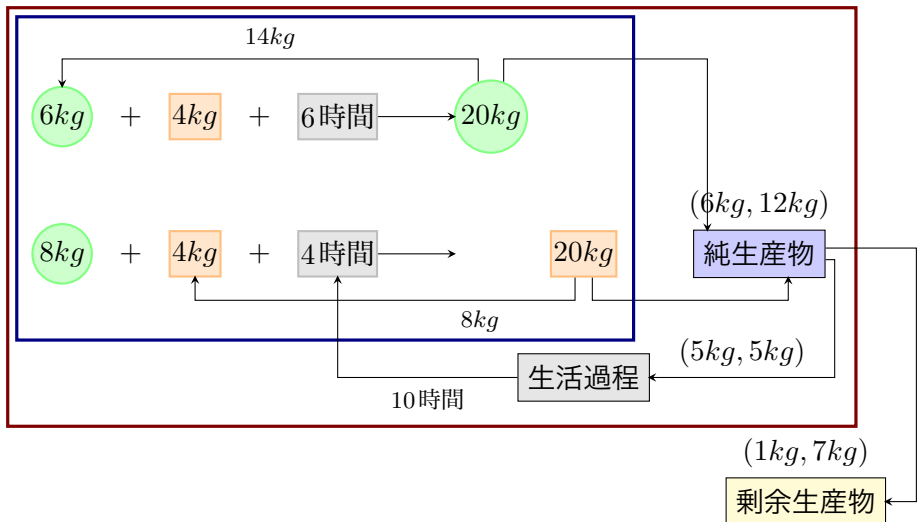 14kg
6kg + 4kg + 6時間 20kg
(6kg, 12kg)
8kg + 4kg + 4時間 20kg 純生産物
8kg
(5kg, 5kg)
生活過程
10時間
(1kg, 7kg)
剰余生産物